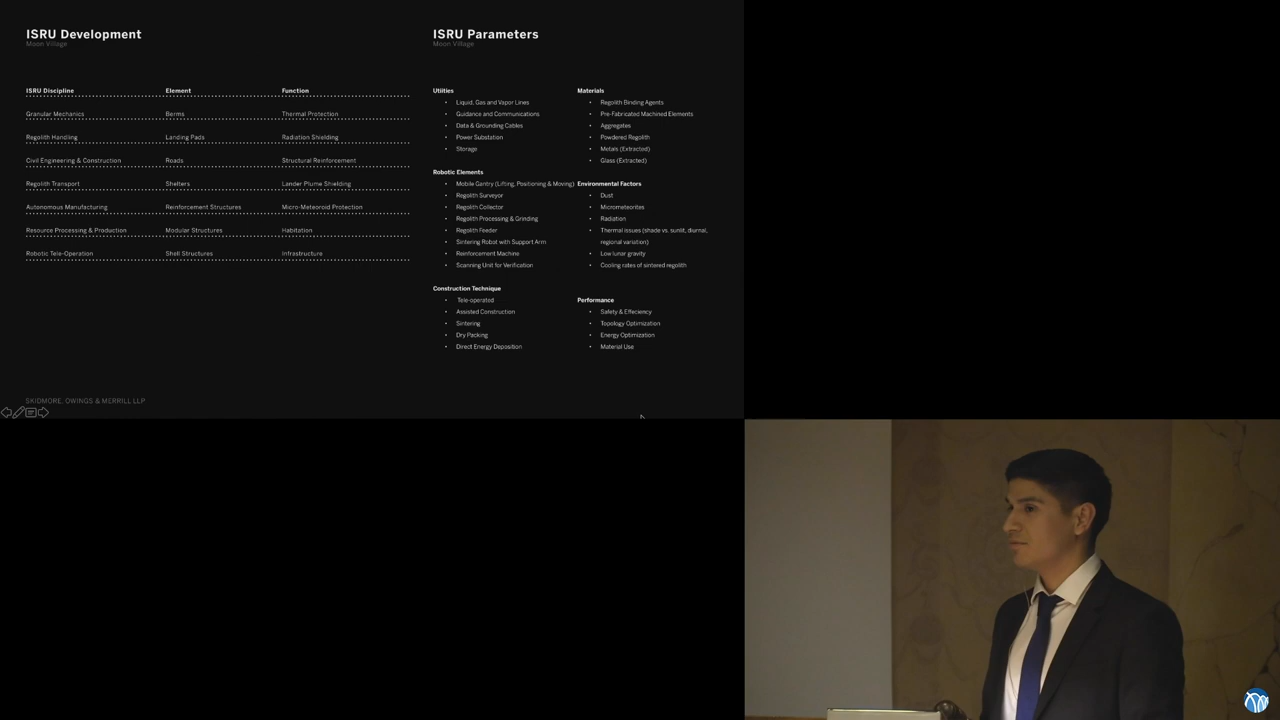 ISRU Development
Moon Village
ISRU Discipline Element Function
Granular Mechanics Berms Thermal Protection
Regolith Handling Landing Pads Radiation Shielding
Civil Engineering & Construction Roads Structural Reinforcement
Regolith Transport Shelters Lander Plume Shielding
Autonomous Manufacturing Reinforcement Structures Micro-Meteoroid Protection
Resource Processing & Production Modular Structures Habitation
Robotic Tele-Operation Shell Structures Infrastructure
SKIDMORE, OWINGS & MERRILL LLP
ISRU Parameters
Moon Village
Utilities
• Liquid, Gas and Vapor Lines
• Guidance and Communications
• Data & Grounding Cables
• Power Substation
• Storage
Robotic Elements
• Mobile Gantry (Lifting, Positioning & Moving)
• Regolith Surveyor
• Regolith Collector
• Regolith Processing & Grinding
• Regolith Feeder
• Sintering Robot with Support Arm
• Reinforcement Machine
• Scanning Unit for Verification
Construction Technique
• Tele-operated
• Assisted Construction
• Sintering
• Dry Packing
• Direct Energy Deposition
Materials
• Regolith Binding Agents
• Pre-Fabricated Machined Elements
• Aggregates
• Powdered Regolith
• Metals (Extracted)
• Glass (Extracted)
Environmental Factors
• Dust
• Micrometeorites
• Radiation
• Thermal issues (shade vs. sunlit, diurnal,
regional variation)
• Low lunar gravity
• Cooling rates of sintered regolith
Performance
• Safety & Effeciency
• Topology Optimization
• Energy Optimization
• Material Use